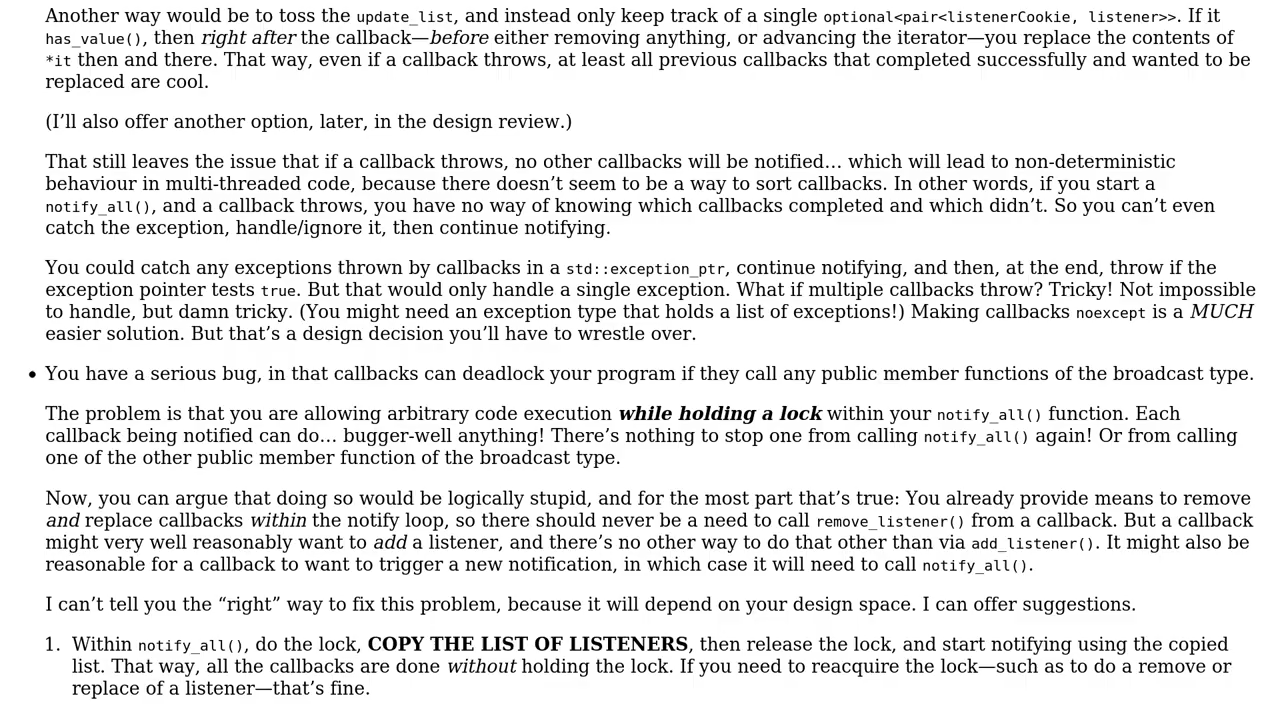 Another way would be to toss the update_list, and instead only keep track of a single optional<pair<listenerCookie, listener>>. If it
has_value(), then right after the callback—before either removing anything, or advancing the iterator—you replace the contents of
*it then and there. That way, even if a callback throws, at least all previous callbacks that completed successfully and wanted to be
replaced are cool.
(I’ll also offer another option, later, in the design review.)
That still leaves the issue that if a callback throws, no other callbacks will be notified… which will lead to non-deterministic
behaviour in multi-threaded code, because there doesn’t seem to be a way to sort callbacks. In other words, if you start a
notify_all(), and a callback throws, you have no way of knowing which callbacks completed and which didn’t. So you can’t even
catch the exception, handle/ignore it, then continue notifying.
You could catch any exceptions thrown by callbacks in a std::exception_ptr, continue notifying, and then, at the end, throw if the
exception pointer tests true. But that would only handle a single exception. What if multiple callbacks throw? Tricky! Not impossible
to handle, but damn tricky. (You might need an exception type that holds a list of exceptions!) Making callbacks noexcept is a MUCH
easier solution. But that’s a design decision you’ll have to wrestle over.
• You have a serious bug, in that callbacks can deadlock your program if they call any public member functions of the broadcast type.
The problem is that you are allowing arbitrary code execution while holding a lock within your notify_all() function. Each
callback being notified can do… bugger-well anything! There’s nothing to stop one from calling notify_all() again! Or from calling
one of the other public member function of the broadcast type.
Now, you can argue that doing so would be logically stupid, and for the most part that’s true: You already provide means to remove
and replace callbacks within the notify loop, so there should never be a need to call remove_listener() from a callback. But a callback
might very well reasonably want to add a listener, and there’s no other way to do that other than via add_listener(). It might also be
reasonable for a callback to want to trigger a new notification, in which case it will need to call notify_all().
I can’t tell you the “right” way to fix this problem, because it will depend on your design space. I can offer suggestions.
1. Within notify_all(), do the lock, COPY THE LIST OF LISTENERS, then release the lock, and start notifying using the copied
list. That way, all the callbacks are done without holding the lock. If you need to reacquire the lock—such as to do a remove or
replace of a listener—that’s fine.